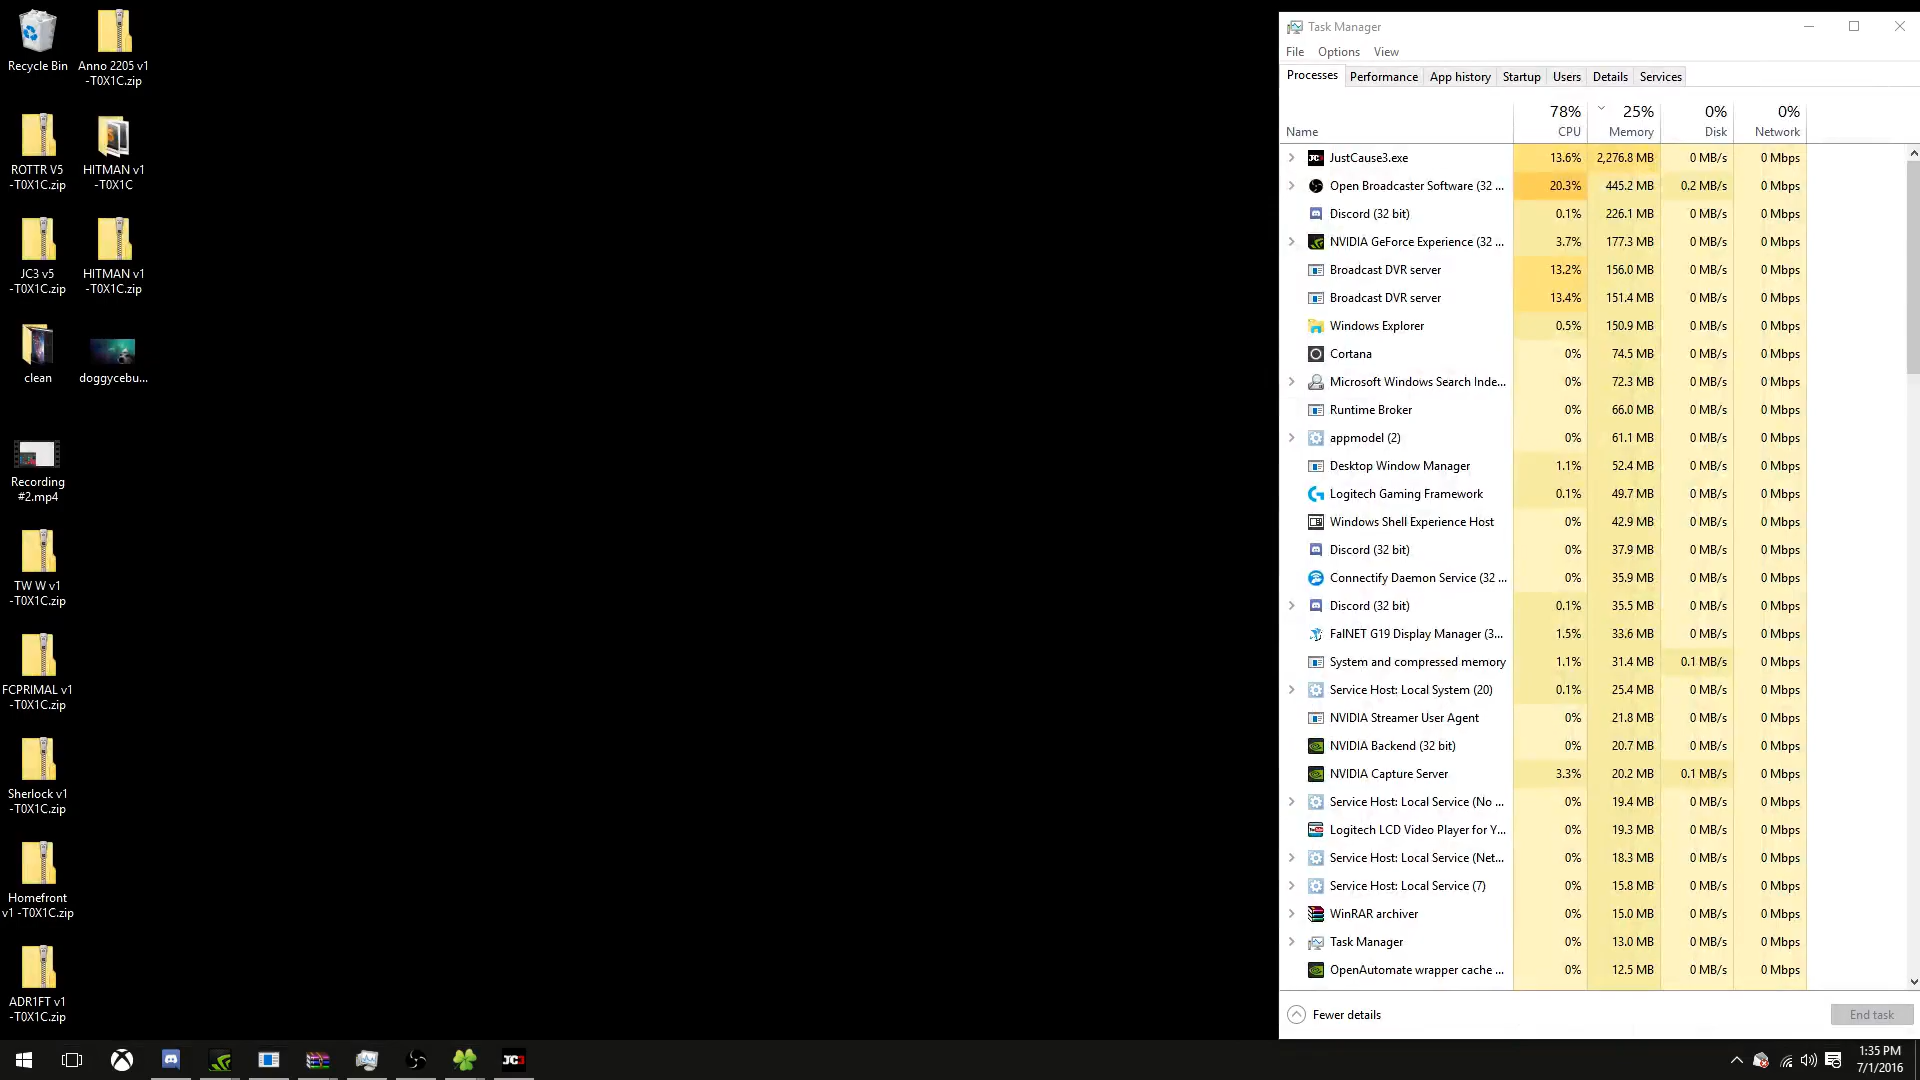 Recycle Bin
Anno 2205 v1
-T0X1C.zip
ROTTR V5
-T0X1C.zip
HITMAN v1
-T0X1C
JC3 v5
-T0X1C.zip
HITMAN v1
-T0X1C.zip
clean
doggycebu...
Recording
#2.mp4
TW W v1
-T0X1C.zip
FCPRIMAL v1
-T0X1C.zip
Sherlock v1
-T0X1C.zip
Homefront
v1 -T0X1C.zip
ADR1FT v1
-T0X1C.zip
Task Manager
File Options View
Processes Performance App history Startup Users Details Services
78% 25% 0% 0%
Name CPU Memory Disk Network
JustCause3.exe 13.6% 2,276.8 MB 0 MB/s 0 Mbps
Open Broadcaster Software (32 ... 20.3% 445.2 MB 0.2 MB/s 0 Mbps
Discord (32 bit) 0.1% 226.1 MB 0 MB/s 0 Mbps
NVIDIA GeForce Experience (32 ... 3.7% 177.3 MB 0 MB/s 0 Mbps
Broadcast DVR server 13.2% 156.0 MB 0 MB/s 0 Mbps
Broadcast DVR server 13.4% 151.4 MB 0 MB/s 0 Mbps
Windows Explorer 0.5% 150.9 MB 0 MB/s 0 Mbps
Cortana 0% 74.5 MB 0 MB/s 0 Mbps
Microsoft Windows Search Inde... 0% 72.3 MB 0 MB/s 0 Mbps
Runtime Broker 0% 66.0 MB 0 MB/s 0 Mbps
appmodel (2) 0% 61.1 MB 0 MB/s 0 Mbps
Desktop Window Manager 1.1% 52.4 MB 0 MB/s 0 Mbps
Logitech Gaming Framework 0.1% 49.7 MB 0 MB/s 0 Mbps
Windows Shell Experience Host 0% 42.9 MB 0 MB/s 0 Mbps
Discord (32 bit) 0% 37.9 MB 0 MB/s 0 Mbps
Connectify Daemon Service (32 ... 0% 35.9 MB 0 MB/s 0 Mbps
Discord (32 bit) 0.1% 35.5 MB 0 MB/s 0 Mbps
FalNET G19 Display Manager (3... 1.5% 33.6 MB 0 MB/s 0 Mbps
System and compressed memory 1.1% 31.4 MB 0.1 MB/s 0 Mbps
Service Host: Local System (20) 0.1% 25.4 MB 0 MB/s 0 Mbps
NVIDIA Streamer User Agent 0% 21.8 MB 0 MB/s 0 Mbps
NVIDIA Backend (32 bit) 0% 20.7 MB 0 MB/s 0 Mbps
NVIDIA Capture Server 3.3% 20.2 MB 0.1 MB/s 0 Mbps
Service Host: Local Service (No ... 0% 19.4 MB 0 MB/s 0 Mbps
Logitech LCD Video Player for Y... 0% 19.3 MB 0 MB/s 0 Mbps
Service Host: Local Service (Net... 0% 18.3 MB 0 MB/s 0 Mbps
Service Host: Local Service (7) 0% 15.8 MB 0 MB/s 0 Mbps
WinRAR archiver 0% 15.0 MB 0 MB/s 0 Mbps
Task Manager 0% 13.0 MB 0 MB/s 0 Mbps
OpenAutomate wrapper cache ... 0% 12.5 MB 0 MB/s 0 Mbps
Fewer details End task
JC3
1:35 PM
7/1/2016